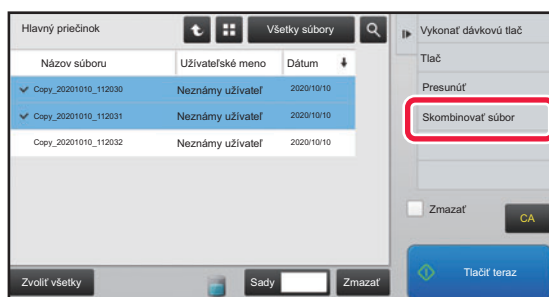 Hlavný priečinok
Všetky súbory
Názov súboru Užívateľské meno Dátum
Copy_20201010_112030 Neznámy užívateľ 2020/10/10
Copy_20201010_112031 Neznámy užívateľ 2020/10/10
Copy_20201010_112032 Neznámy užívateľ 2020/10/10
Zvoliť všetky
Sady
Zmazať
Vykonať dávkovú tlač
Tlač
Presunúť
Skombinovať súbor
Zmazať
CA
Tlačiť teraz